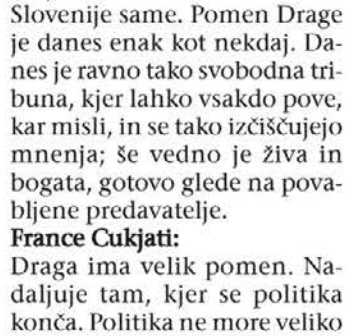 Slovenije same. Pomen Drage
je danes enak kot nekdaj. Da-
nes je ravno tako svobodna tri-
buna, kjer lahko vsakdo pove,
kar misli, in se tako izčiščujejo
mnenja; še vedno je živa in
bogata, gotovo glede na pova-
bljene predavatelje.
France Cukjati:
Draga ima velik pomen. Na-
daljuje tam, kjer se politika
konča. Politika ne more veliko